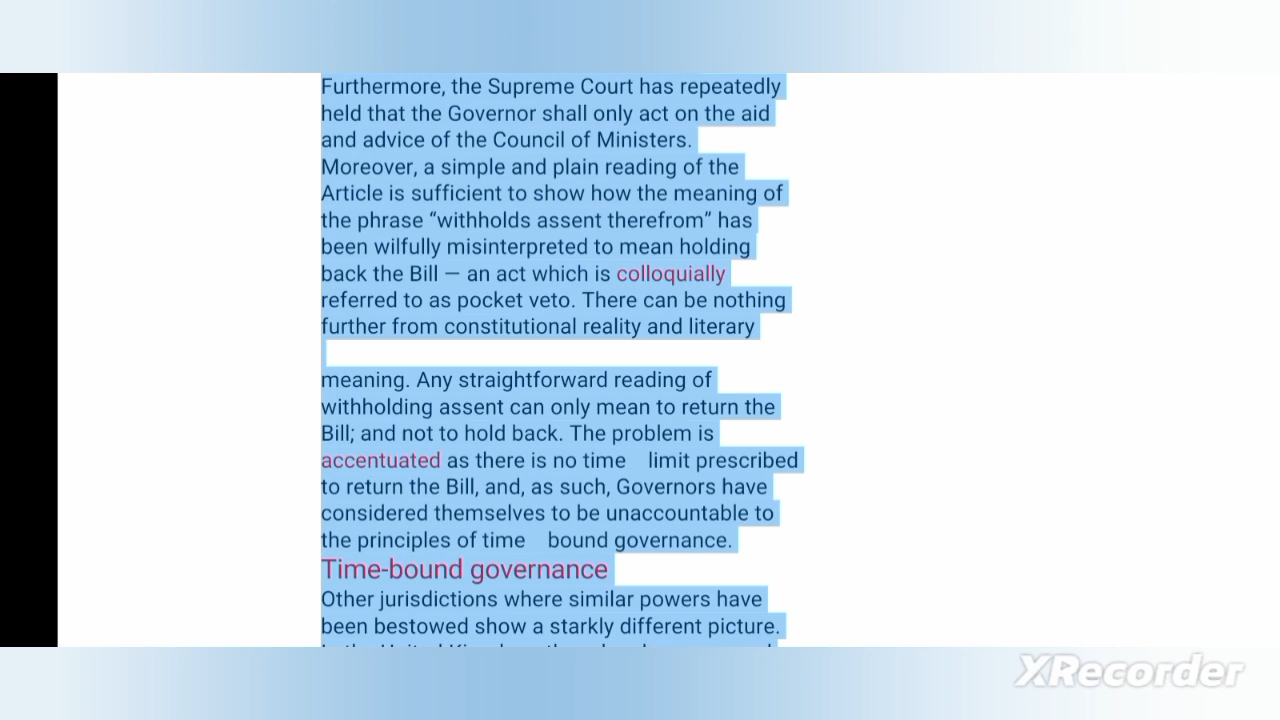 Furthermore, the Supreme Court has repeatedly
held that the Governor shall only act on the aid
and advice of the Council of Ministers.
Moreover, a simple and plain reading of the
Article is sufficient to show how the meaning of
the phrase “withholds assent therefrom” has
been wilfully misinterpreted to mean holding
back the Bill — an act which is colloquially
referred to as pocket veto. There can be nothing
further from constitutional reality and literary
meaning. Any straightforward reading of
withholding assent can only mean to return the
Bill; and not to hold back. The problem is
accentuated as there is no time limit prescribed
to return the Bill, and, as such, Governors have
considered themselves to be unaccountable to
the principles of time bound governance.
Time-bound governance
Other jurisdictions where similar powers have
been bestowed show a starkly different picture.
XRecorder